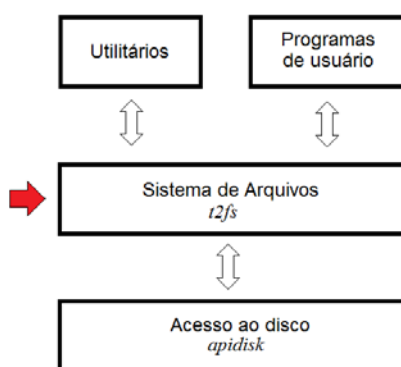 Utilitários
Programas
de usuário
Sistema de Arquivos
t2fs
Acesso ao disco
apidisk